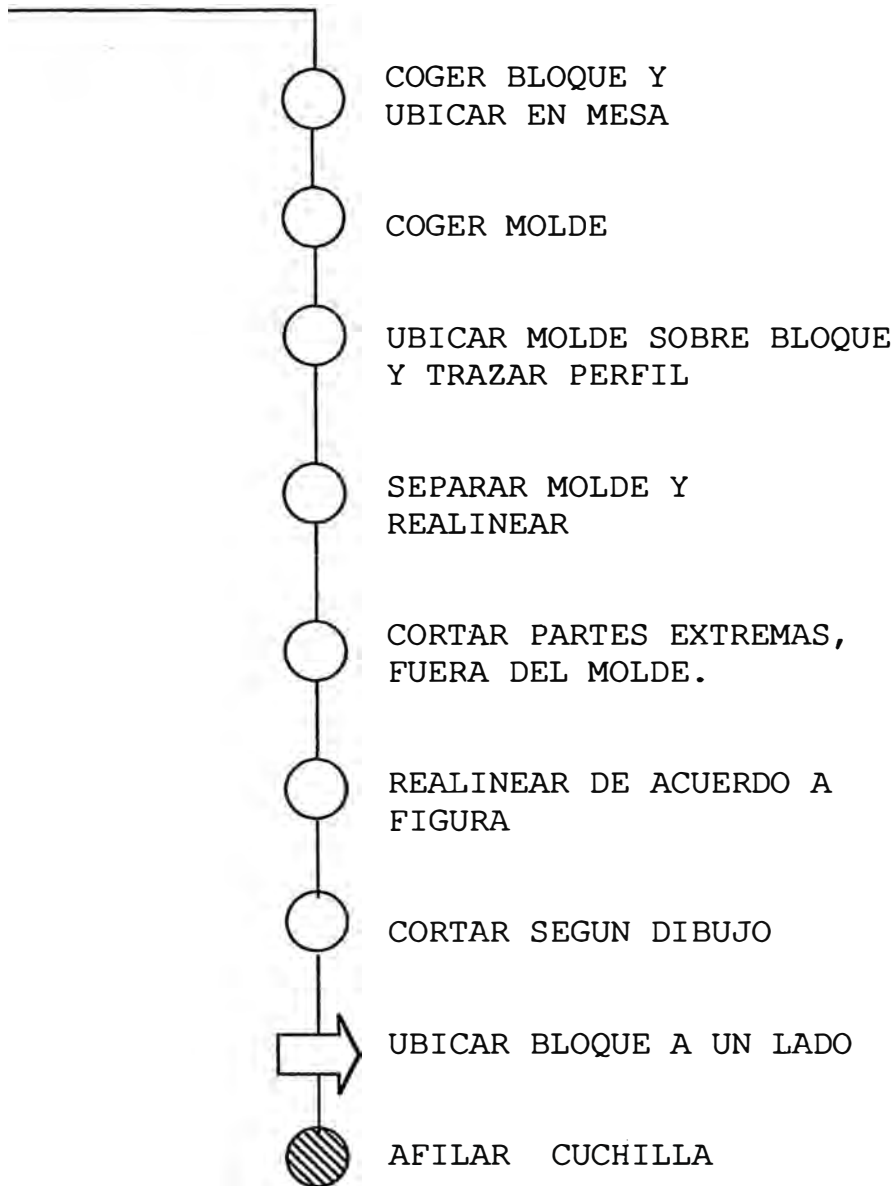 COGER BLOQUE Y
UBICAR EN MESA
COGER MOLDE
UBICAR MOLDE SOBRE BLOQUE
Y TRAZAR PERFIL
SEPARAR MOLDE Y
REALINEAR
CORTAR PARTES EXTREMAS,
FUERA DEL MOLDE.
REALINEAR DE ACUERDO A
FIGURA
CORTAR SEGUN DIBUJO
UBICAR BLOQUE A UN LADO
AFILAR CUCHILLA